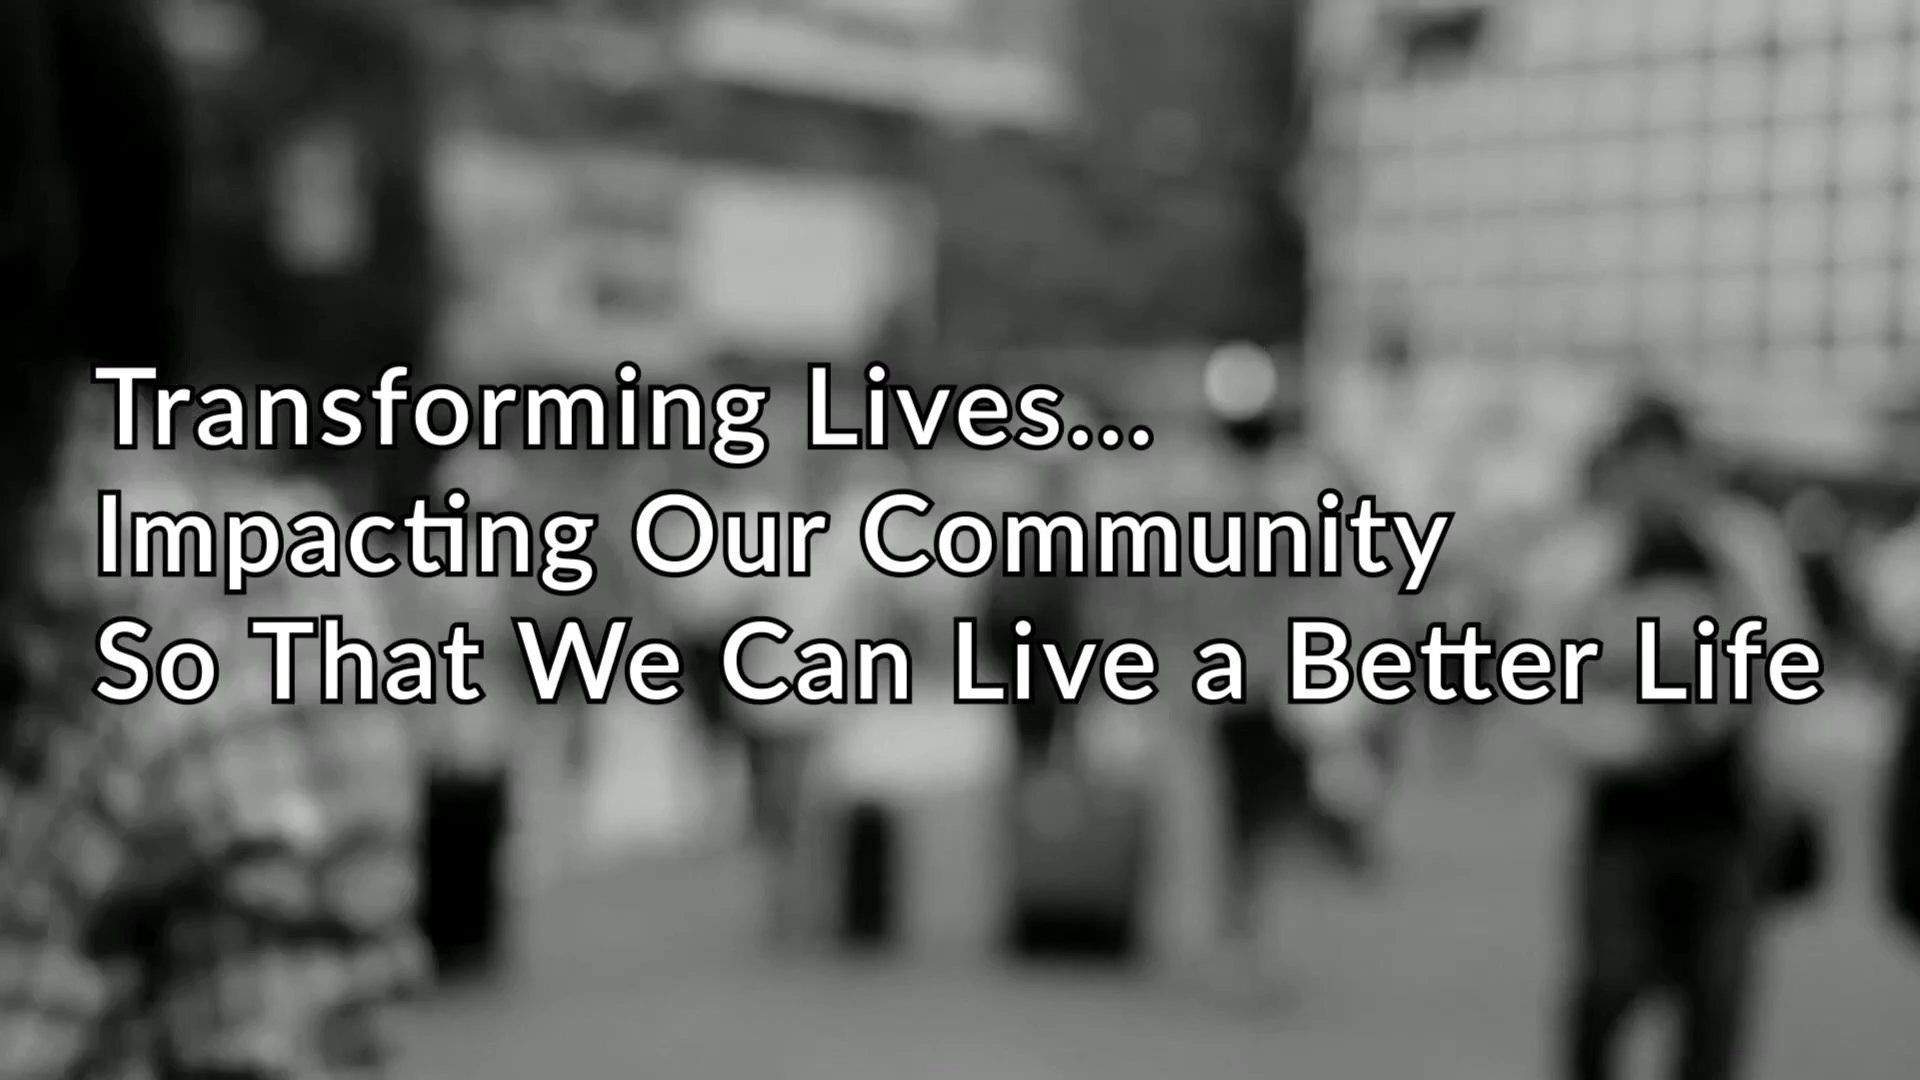 Transforming Lives...
Impacting Our Community
So That We Can Live a Better Life